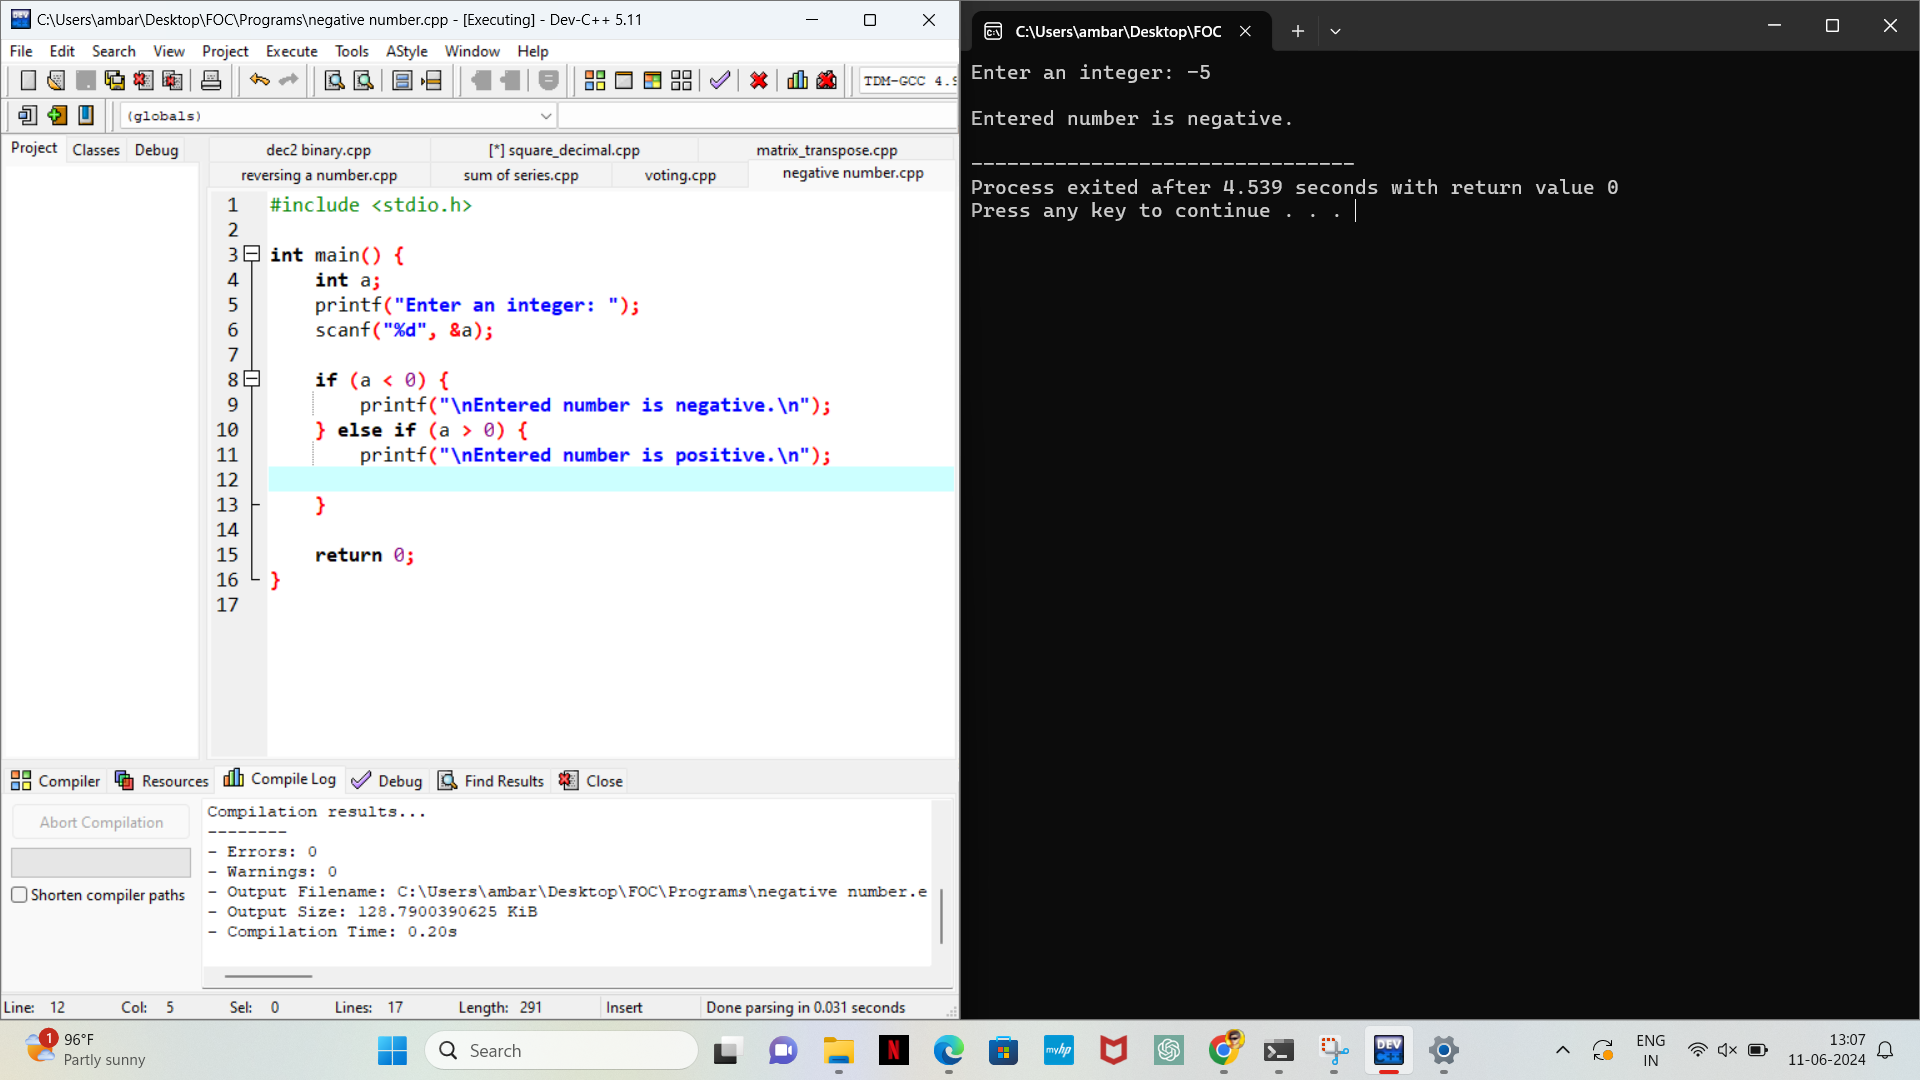 C:\Users\ambar\Desktop\FOC\Programs\negative number.cpp - [Executing] - Dev-C++ 5.11
File Edit Search View Project Execute Tools AStyle Window Help
TDM-GCC 4.9
(globals)
Project Classes Debug
dec2 binary.cpp [*] square_decimal.cpp matrix_transpose.cpp
reversing a number.cpp sum of series.cpp voting.cpp negative number.cpp
1 #include <stdio.h>
2
3 int main() {
4 int a;
5 printf("Enter an integer: ");
6 scanf("%d", &a);
7
8 if (a < 0) {
9 printf("\nEntered number is negative.\n");
10 } else if (a > 0) {
11 printf("\nEntered number is positive.\n");
12
13 }
14
15 return 0;
16 }
17
Compiler Resources Compile Log Debug Find Results Close
Abort Compilation
Shorten compiler paths
Compilation results...
--------
- Errors: 0
- Warnings: 0
- Output Filename: C:\Users\ambar\Desktop\FOC\Programs\negative number.e
- Output Size: 128.7900390625 KiB
- Compilation Time: 0.20s
Line: 12 Col: 5 Sel: 0 Lines: 17 Length: 291 Insert Done parsing in 0.031 seconds
C:\Users\ambar\Desktop\FOC
Enter an integer: -5
Entered number is negative.
--------------------------------
Process exited after 4.539 seconds with return value 0
Press any key to continue . . .
1
96°F
Partly sunny
Search
N
myhp
DEV
C++
ENG
IN
13:07
11-06-2024